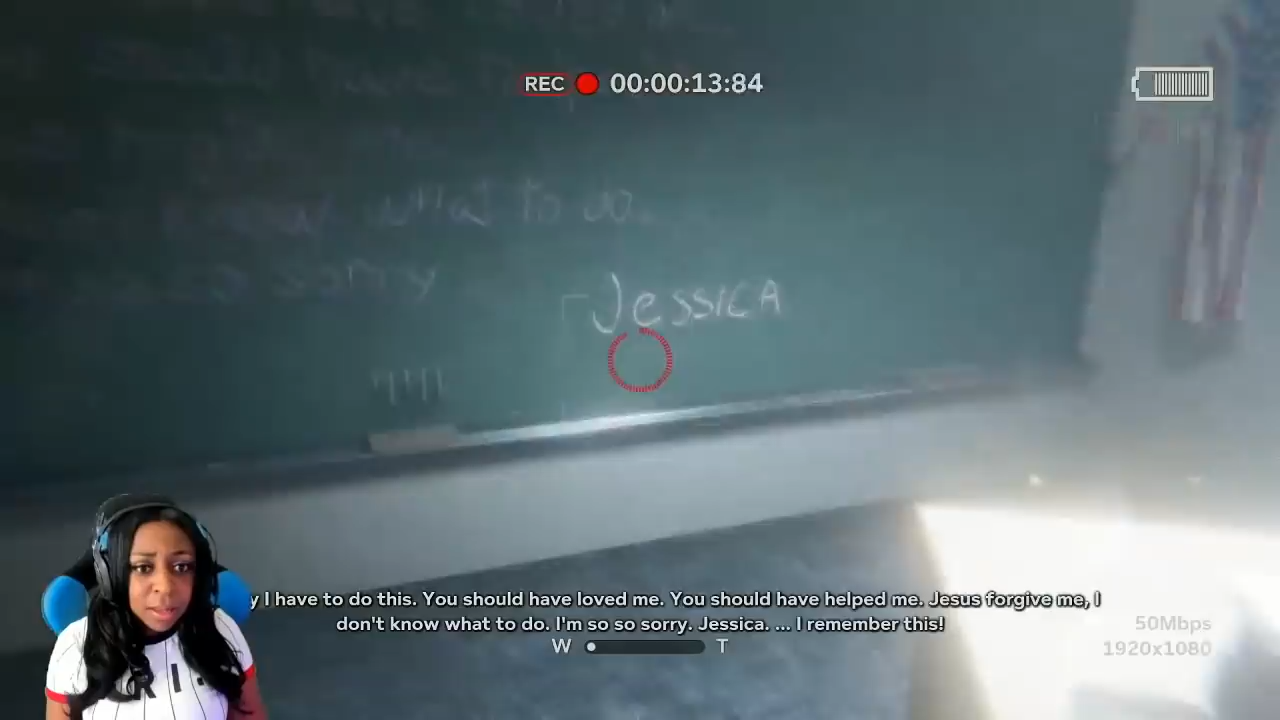 REC 00:00:13:84
know what to do.
so sorry
Jessica
y I have to do this. You should have loved me. You should have helped me. Jesus forgive me, I
don't know what to do. I'm so so sorry. Jessica. ... I remember this!
W T
50Mbps
1920x1080